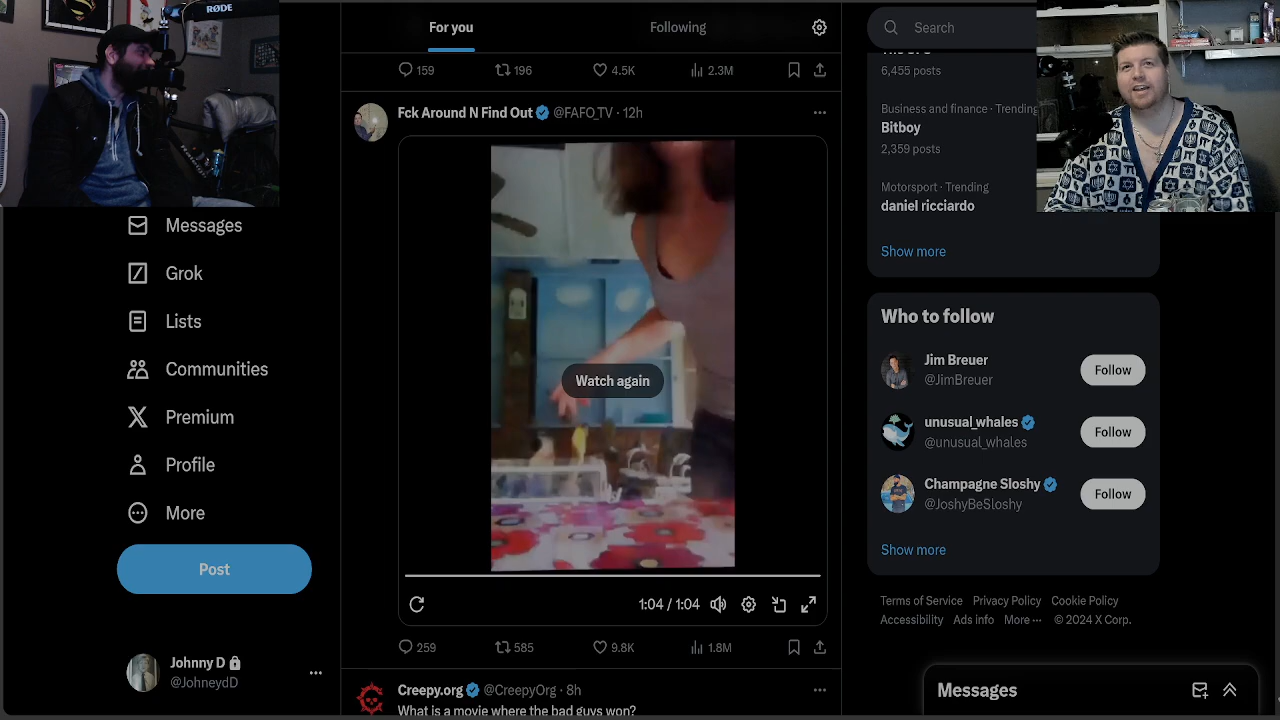 RØDE
For you
Following
Search
159
196
4.5K
2.3M
6,455 posts
Business and finance · Trending
Bitboy
2,359 posts
Motorsport · Trending
daniel ricciardo
Show more
Fck Around N Find Out @FAFO_TV · 12h
Messages
Grok
Lists
Communities
Premium
Profile
More
Post
Johnny D
@JohneydD
Watch again
1:04 / 1:04
259
585
9.8K
1.8M
Creepy.org @CreepyOrg · 8h
What is a movie where the bad guys won?
Who to follow
Jim Breuer
@JimBreuer
Follow
unusual_whales
@unusual_whales
Follow
Champagne Sloshy
@JoshyBeSloshy
Follow
Show more
Terms of Service Privacy Policy Cookie Policy
Accessibility Ads info More ··· © 2024 X Corp.
Messages